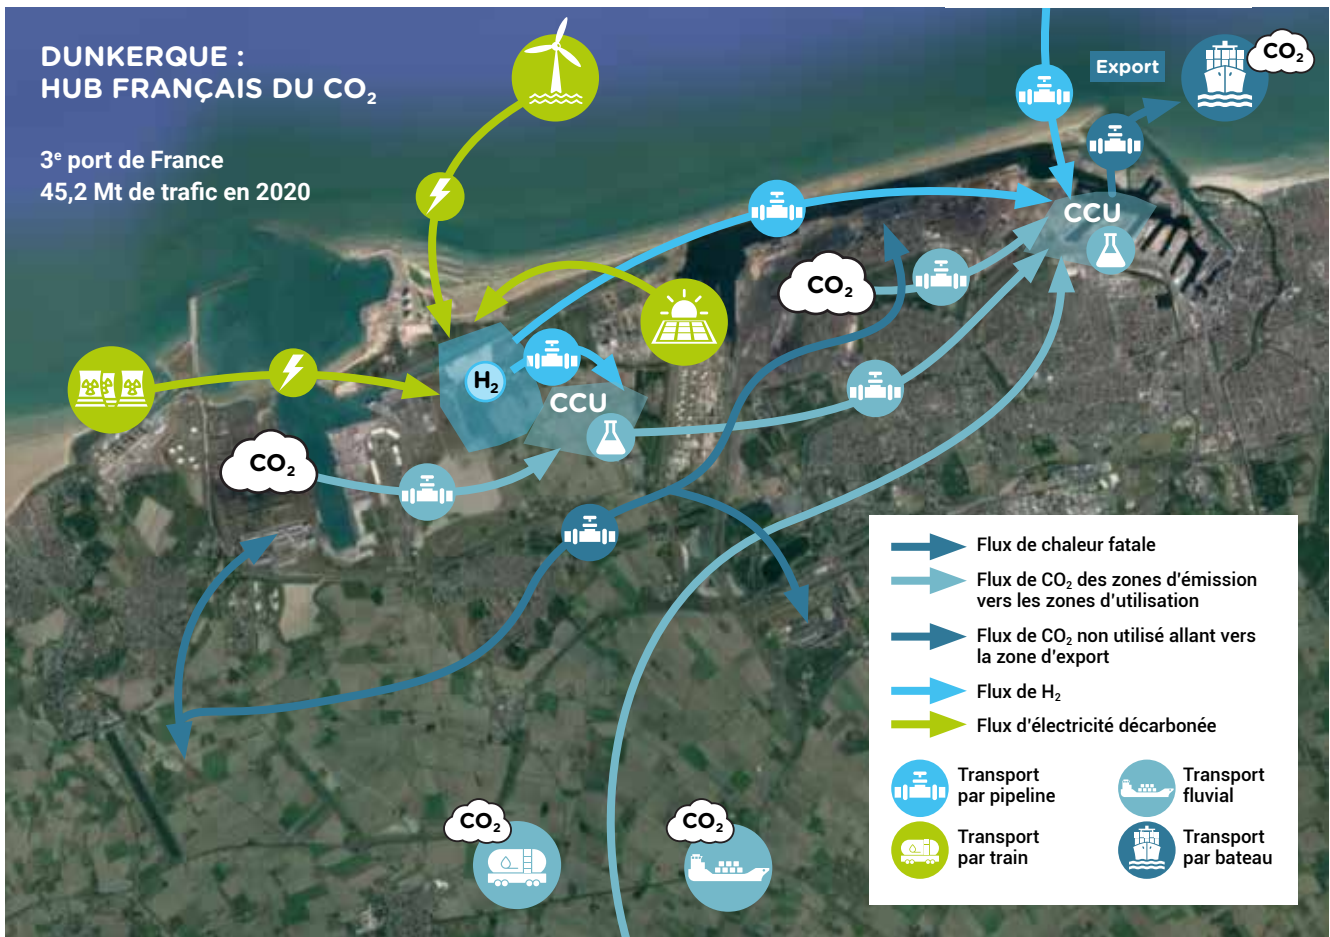 DUNKERQUE :
HUB FRANÇAIS DU CO₂
3ᵉ port de France
45,2 Mt de trafic en 2020
Export
CO₂
CCU
CO₂
H₂
CCU
CO₂
Flux de chaleur fatale
Flux de CO₂ des zones d'émission
vers les zones d'utilisation
Flux de CO₂ non utilisé allant vers
la zone d'export
Flux de H₂
Flux d'électricité décarbonée
Transport
par pipeline
Transport
fluvial
Transport
par train
Transport
par bateau
CO₂
CO₂